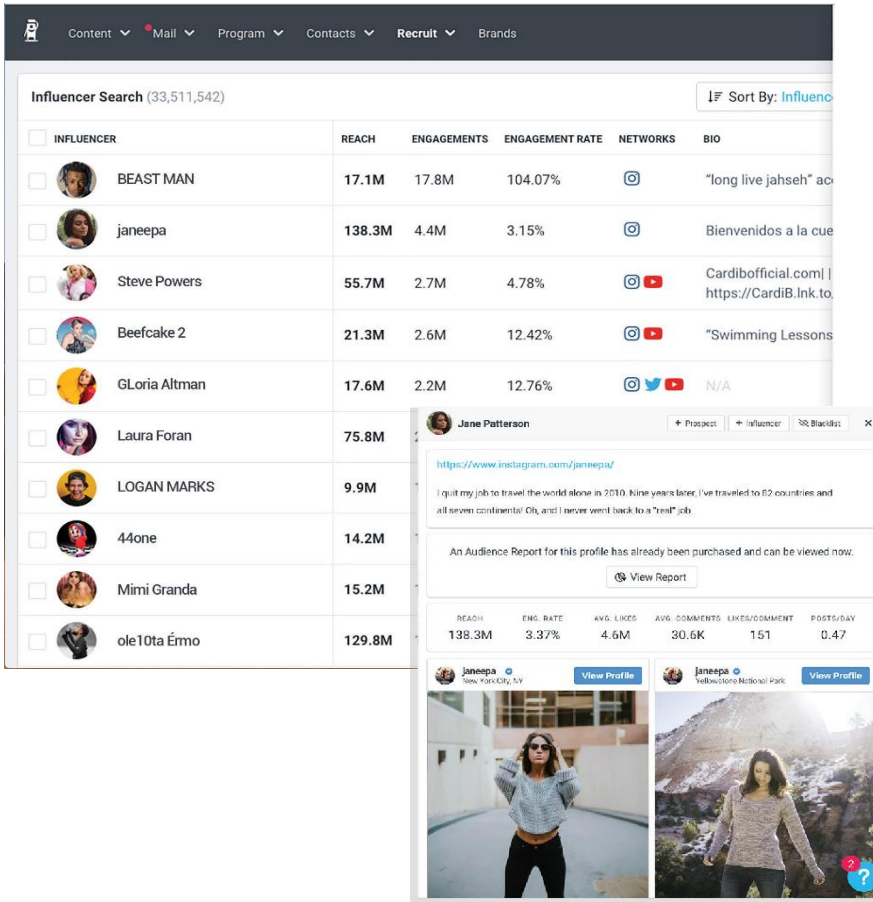 Content Mail Program Contacts Recruit Brands
Influencer Search (33,511,542)
Sort By: Influenc
INFLUENCER REACH ENGAGEMENTS ENGAGEMENT RATE NETWORKS BIO
BEAST MAN 17.1M 17.8M 104.07% "long live jahseh" acc
janeepa 138.3M 4.4M 3.15% Bienvenidos a la cue
Steve Powers 55.7M 2.7M 4.78% Cardibofficial.com| |
https://CardiB.lnk.to
Beefcake 2 21.3M 2.6M 12.42% "Swimming Lessons
GLoria Altman 17.6M 2.2M 12.76% N/A
Laura Foran 75.8M
LOGAN MARKS 9.9M
44one 14.2M
Mimi Granda 15.2M
ole10ta Érmo 129.8M
Jane Patterson + Prospect + Influencer Blacklist
https://www.instagram.com/janeepa/
I quit my job to travel the world alone in 2010. Nine years later, I've traveled to 82 countries and
all seven continents! Oh, and I never went back to a "real" job
An Audience Report for this profile has already been purchased and can be viewed now.
View Report
REACH ENG. RATE AVG. LIKES AVG. COMMENTS LIKES/COMMENT POSTS/DAY
138.3M 3.37% 4.6M 30.6K 151 0.47
janeepa View Profile
New York City, NY
janeepa View Profile
Yellowstone National Park
2
?